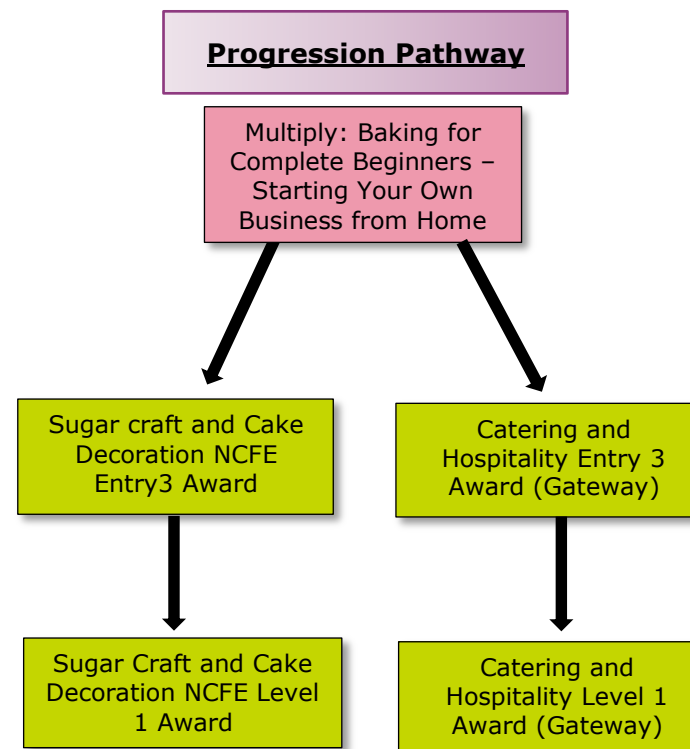 Progression Pathway
Multiply: Baking for
Complete Beginners –
Starting Your Own
Business from Home
Sugar craft and Cake
Decoration NCFE
Entry3 Award
Catering and
Hospitality Entry 3
Award (Gateway)
Sugar Craft and Cake
Decoration NCFE Level
1 Award
Catering and
Hospitality Level 1
Award (Gateway)